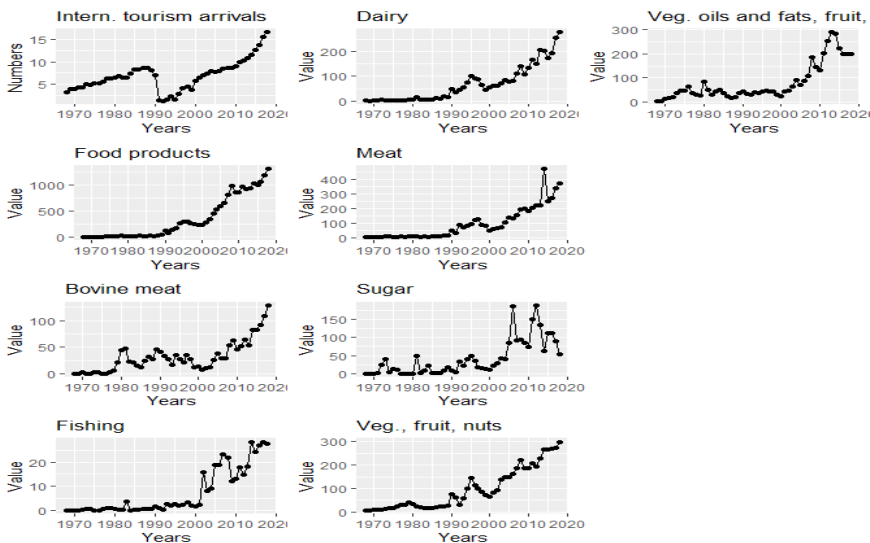 Intern. tourism arrivals
Numbers
15
10
5
1970 1980 1990 2000 2010 2020
Years
Dairy
Value
200
100
0
1970 1980 1990 2000 2010 2020
Years
Veg. oils and fats, fruit,
Value
300
200
100
0
1970 1980 1990 2000 2010 2020
Years
Food products
Value
1000
500
0
1970 1980 1990 2000 2010 2020
Years
Meat
Value
400
300
200
100
0
1970 1980 1990 2000 2010 2020
Years
Bovine meat
Value
100
50
0
1970 1980 1990 2000 2010 202
Years
Sugar
Value
150
100
50
0
1970 1980 1990 2000 2010 2020
Years
Fishing
Value
20
10
0
1970 1980 1990 2000 2010 202
Years
Veg., fruit, nuts
Value
300
200
100
0
1970 1980 1990 2000 2010 2020
Years